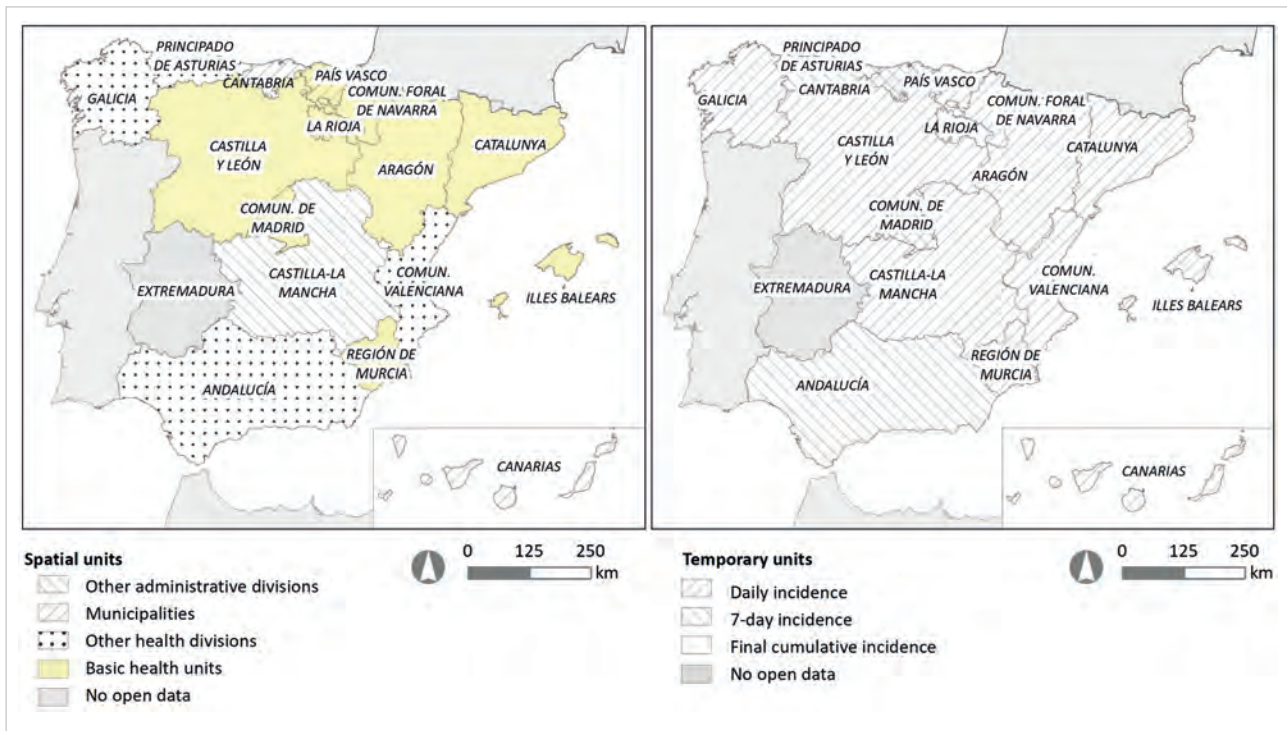 PRINCIPADO
DE ASTURIAS
CANTABRIA
PAÍS VASCO
COMUN. FORAL
DE NAVARRA
GALICIA
LA RIOJA
CASTILLA
Y LEÓN
CATALUNYA
ARAGÓN
COMUN. DE
MADRID
CASTILLA-LA
MANCHA
COMUN.
VALENCIANA
EXTREMADURA
ILLES BALEARS
REGIÓN DE
MURCIA
ANDALUCÍA
CANARIAS
Spatial units
Other administrative divisions
Municipalities
Other health divisions
Basic health units
No open data
0 125 250
km
PRINCIPADO
DE ASTURIAS
CANTABRIA
PAÍS VASCO
GALICIA
COMUN. FORAL
DE NAVARRA
LA RIOJA
CASTILLA
Y LEÓN
CATALUNYA
ARAGÓN
COMUN. DE
MADRID
CASTILLA-LA
MANCHA
COMUN.
VALENCIANA
EXTREMADURA
ILLES BALEARS
REGIÓN DE
MURCIA
ANDALUCÍA
CANARIAS
Temporary units
Daily incidence
7-day incidence
Final cumulative incidence
No open data
0 125 250
km